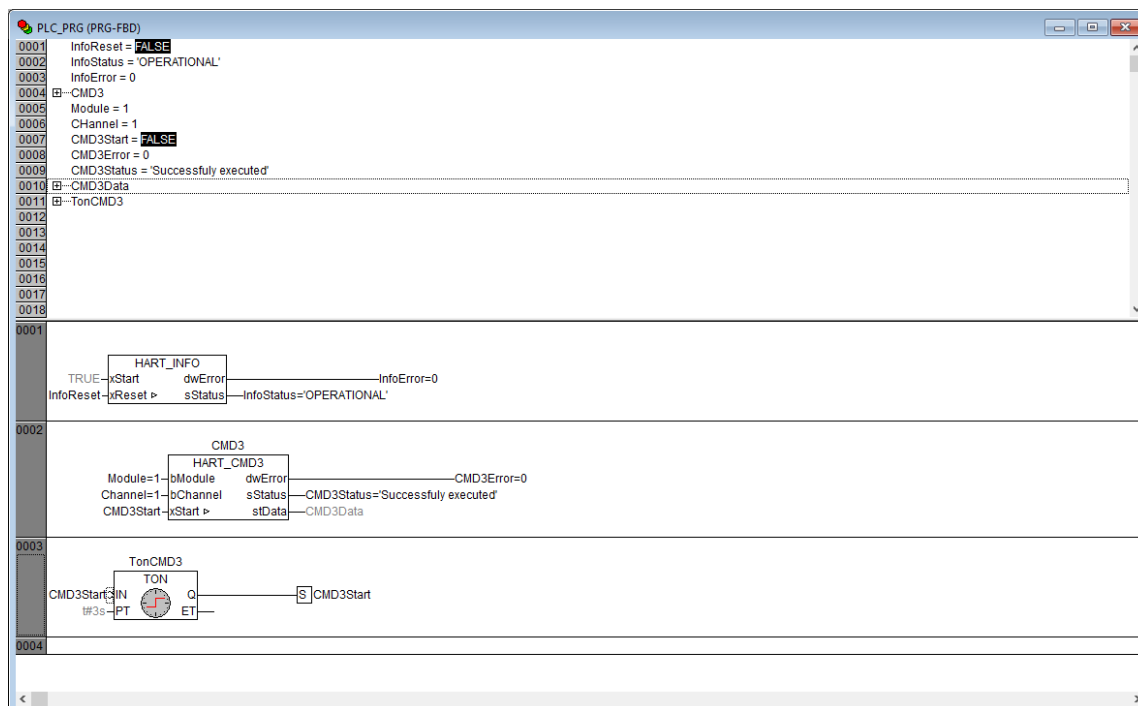 PLC_PRG (PRG-FBD)
0001 InfoReset = FALSE
0002 InfoStatus = 'OPERATIONAL'
0003 InfoError = 0
0004 CMD3
0005 Module = 1
0006 CHannel = 1
0007 CMD3Start = FALSE
0008 CMD3Error = 0
0009 CMD3Status = 'Successfuly executed'
0010 CMD3Data
0011 TonCMD3
0012
0013
0014
0015
0016
0017
0018
0001
HART_INFO
TRUE xStart dwError InfoError=0
InfoReset xReset sStatus InfoStatus='OPERATIONAL'
0002
CMD3
HART_CMD3
Module=1 bModule dwError CMD3Error=0
Channel=1 bChannel sStatus CMD3Status='Successfuly executed'
CMD3Start xStart stData CMD3Data
0003
TonCMD3
TON
CMD3Start IN Q S CMD3Start
t#3s PT ET
0004